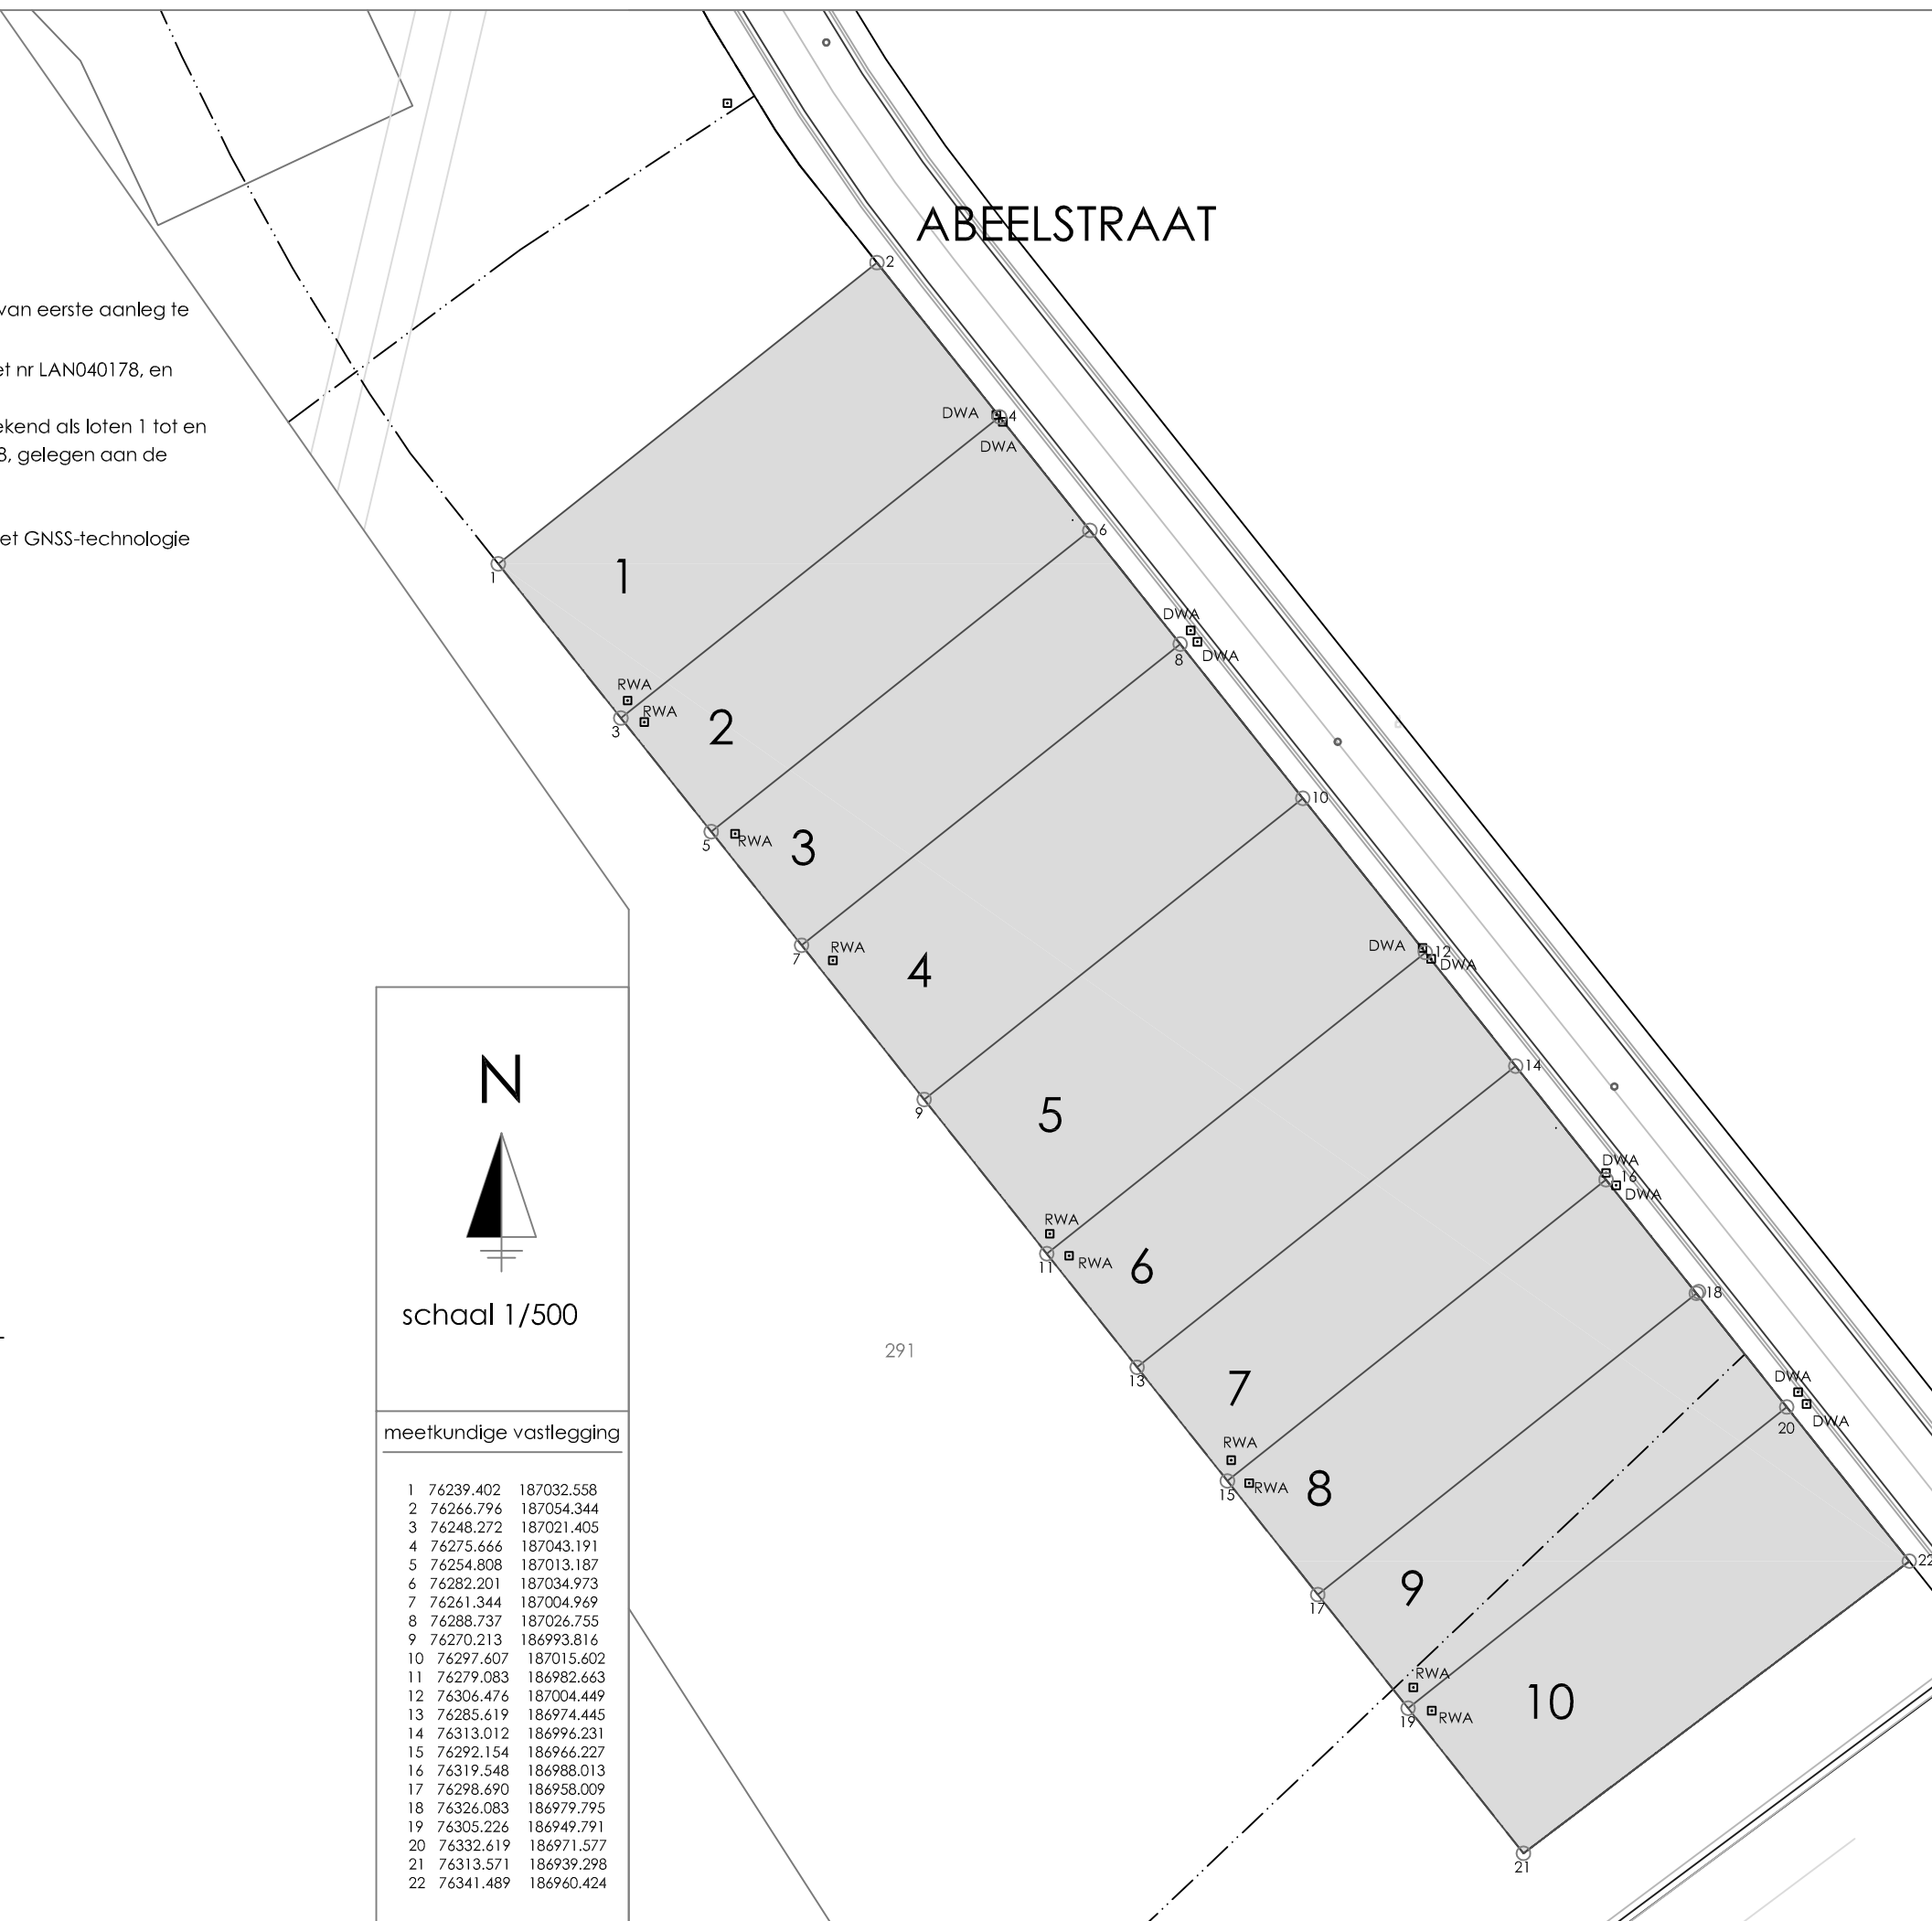 ABEELSTRAAT
van eerste aanleg te
et nr LAN040178, en
ekend als loten 1 tot en
8, gelegen aan de
et GNSS-technologie
2
DWA
4
DWA
6
1
1
DWA
DWA
8
RWA
RWA
3
2
10
5
RWA
3
7
RWA
4
DWA
12
DWA
9
5
14
DWA
16
DWA
RWA
11
RWA
6
18
13
7
DWA
20
DWA
RWA
15
RWA
8
22
17
9
RWA
19
RWA
10
21
291
N
schaal 1/500
meetkundige vastlegging
1 76239.402 187032.558
2 76266.796 187054.344
3 76248.272 187021.405
4 76275.666 187043.191
5 76254.808 187013.187
6 76282.201 187034.973
7 76261.344 187004.969
8 76288.737 187026.755
9 76270.213 186993.816
10 76297.607 187015.602
11 76279.083 186982.663
12 76306.476 187004.449
13 76285.619 186974.445
14 76313.012 186996.231
15 76292.154 186966.227
16 76319.548 186988.013
17 76298.690 186958.009
18 76326.083 186979.795
19 76305.226 186949.791
20 76332.619 186971.577
21 76313.571 186939.298
22 76341.489 186960.424